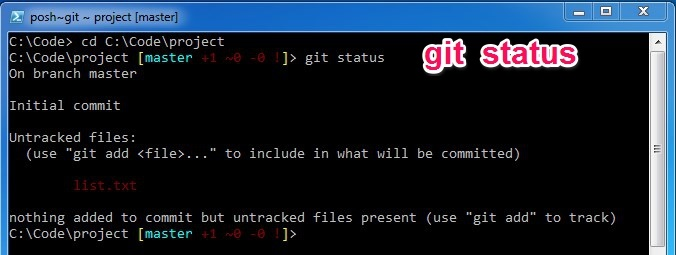 posh~git ~ project [master]
C:\Code> cd C:\Code\project
C:\Code\project [master +1 ~0 -0 !]> git status
git status
On branch master
Initial commit
Untracked files:
(use "git add <file>..." to include in what will be committed)
list.txt
nothing added to commit but untracked files present (use "git add" to track)
C:\Code\project [master +1 ~0 -0 !]>